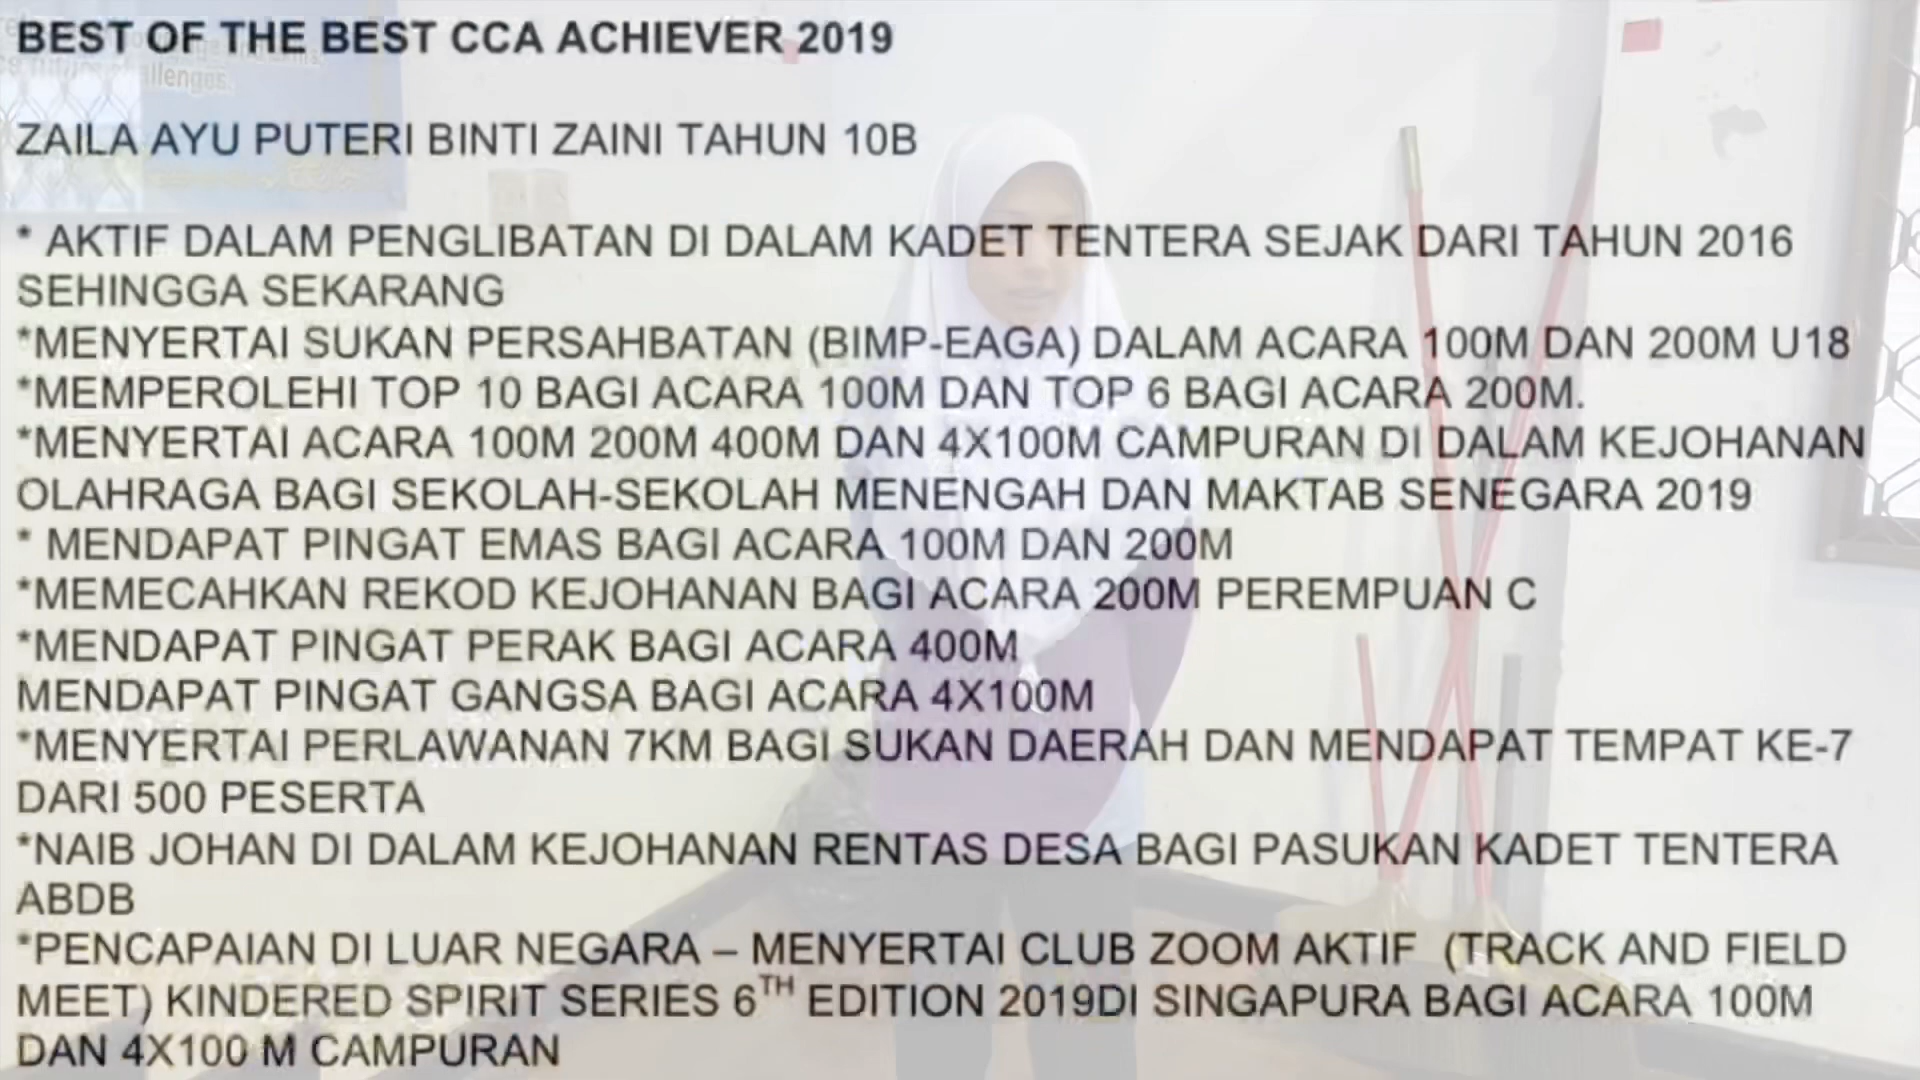 BEST OF THE BEST CCA ACHIEVER 2019
ZAILA AYU PUTERI BINTI ZAINI TAHUN 10B
* AKTIF DALAM PENGLIBATAN DI DALAM KADET TENTERA SEJAK DARI TAHUN 2016
SEHINGGA SEKARANG
*MENYERTAI SUKAN PERSAHBATAN (BIMP-EAGA) DALAM ACARA 100M DAN 200M U18
*MEMPEROLEHI TOP 10 BAGI ACARA 100M DAN TOP 6 BAGI ACARA 200M.
*MENYERTAI ACARA 100M 200M 400M DAN 4X100M CAMPURAN DI DALAM KEJOHANAN
OLAHRAGA BAGI SEKOLAH-SEKOLAH MENENGAH DAN MAKTAB SENEGARA 2019
* MENDAPAT PINGAT EMAS BAGI ACARA 100M DAN 200M
*MEMECAHKAN REKOD KEJOHANAN BAGI ACARA 200M PEREMPUAN C
*MENDAPAT PINGAT PERAK BAGI ACARA 400M
MENDAPAT PINGAT GANGSA BAGI ACARA 4X100M
*MENYERTAI PERLAWANAN 7KM BAGI SUKAN DAERAH DAN MENDAPAT TEMPAT KE-7
DARI 500 PESERTA
*NAIB JOHAN DI DALAM KEJOHANAN RENTAS DESA BAGI PASUKAN KADET TENTERA
ABDB
*PENCAPAIAN DI LUAR NEGARA – MENYERTAI CLUB ZOOM AKTIF (TRACK AND FIELD
MEET) KINDERED SPIRIT SERIES 6TH EDITION 2019DI SINGAPURA BAGI ACARA 100M
DAN 4X100 M CAMPURAN
llenges.